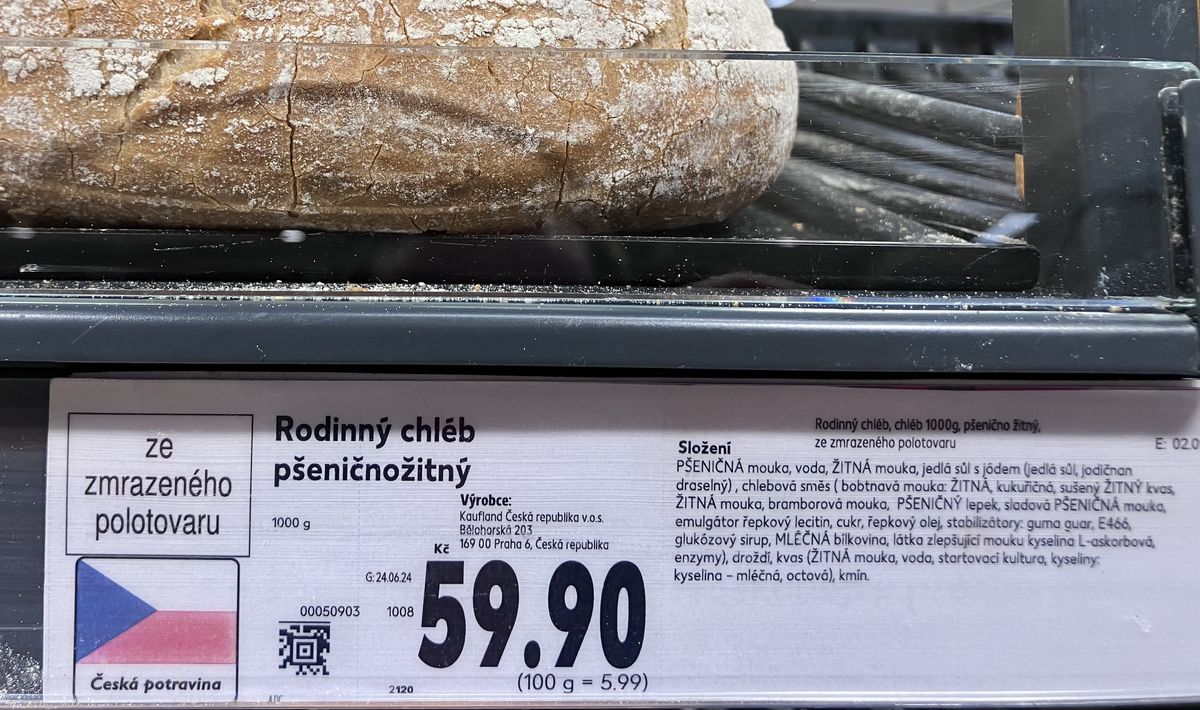 ze
zmrazeného
polotovaru
Česká potravina
Rodinný chléb
pšeničnožitný
1000 g
Výrobce:
Kaufland Česká republika v.o.s.
Bělohorská 203
169 00 Praha 6, Česká republika
Kč
G: 24.06.24
00050903
1008
59.90
2120
(100 g = 5.99)
Rodinný chléb, chléb 1000g, pšenično žitný,
ze zmrazeného polotovaru
E: 02.0
Složení
PŠENIČNÁ mouka, voda, ŽITNÁ mouka, jedlá sůl s jódem (jedlá sůl, jodičnan
draselný) , chlebová směs ( bobtnavá mouka: ŽITNÁ, kukuřičná, sušený ŽITNÝ kvas,
ŽITNÁ mouka, bramborová mouka, PŠENIČNÝ lepek, sladová PŠENIČNÁ mouka,
emulgátor řepkový lecitin, cukr, řepkový olej, stabilizátory: guma guar, E466,
glukózový sirup, MLÉČNÁ bílkovina, látka zlepšující mouku kyselina L-askorbová,
enzymy), droždí, kvas (ŽITNÁ mouka, voda, startovací kultura, kyseliny:
kyselina – mléčná, octová), kmín.